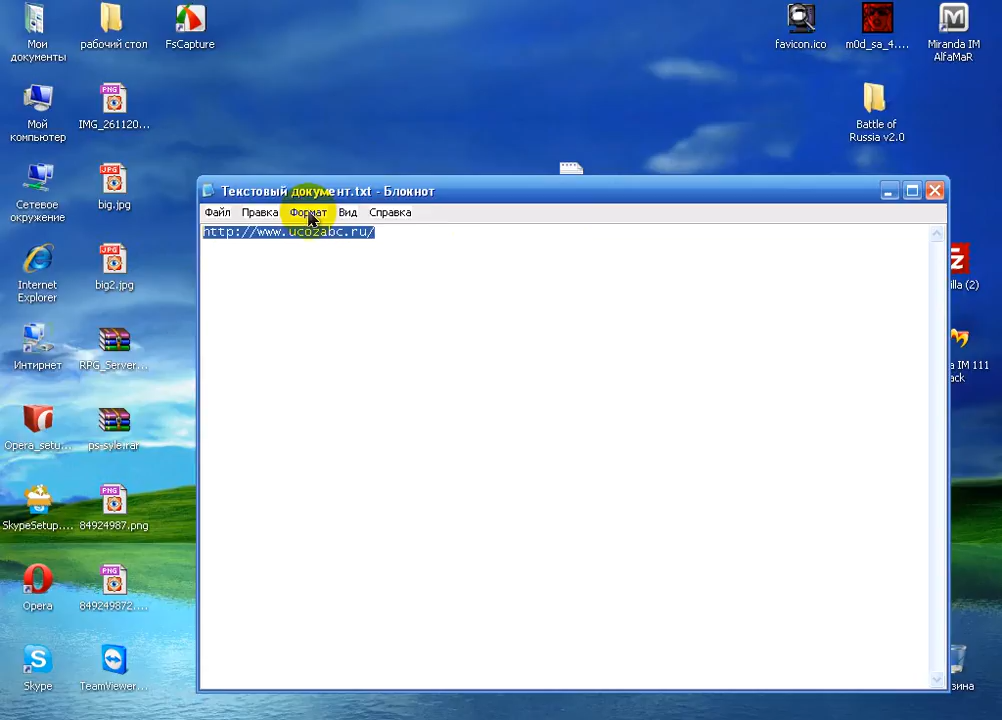 Мои
документы
рабочий стол
FsCapture
favicon.ico
m0d_sa_4....
Miranda IM
AlfaMaR
Мой
компьютер
IMG_261120...
Battle of
Russia v2.0
Сетевое
окружение
big.jpg
Текстовый документ.txt - Блокнот
Файл Правка Формат Вид Справка
http://www.ucozabc.ru/
Internet
Explorer
big2.jpg
illa (2)
Интирнет
RPG_Server...
a IM 111
ack
Opera_setu...
ps-syle.rar
SkypeSetup....
84924987.png
Opera
849249872....
Skype
TeamViewer...
зина